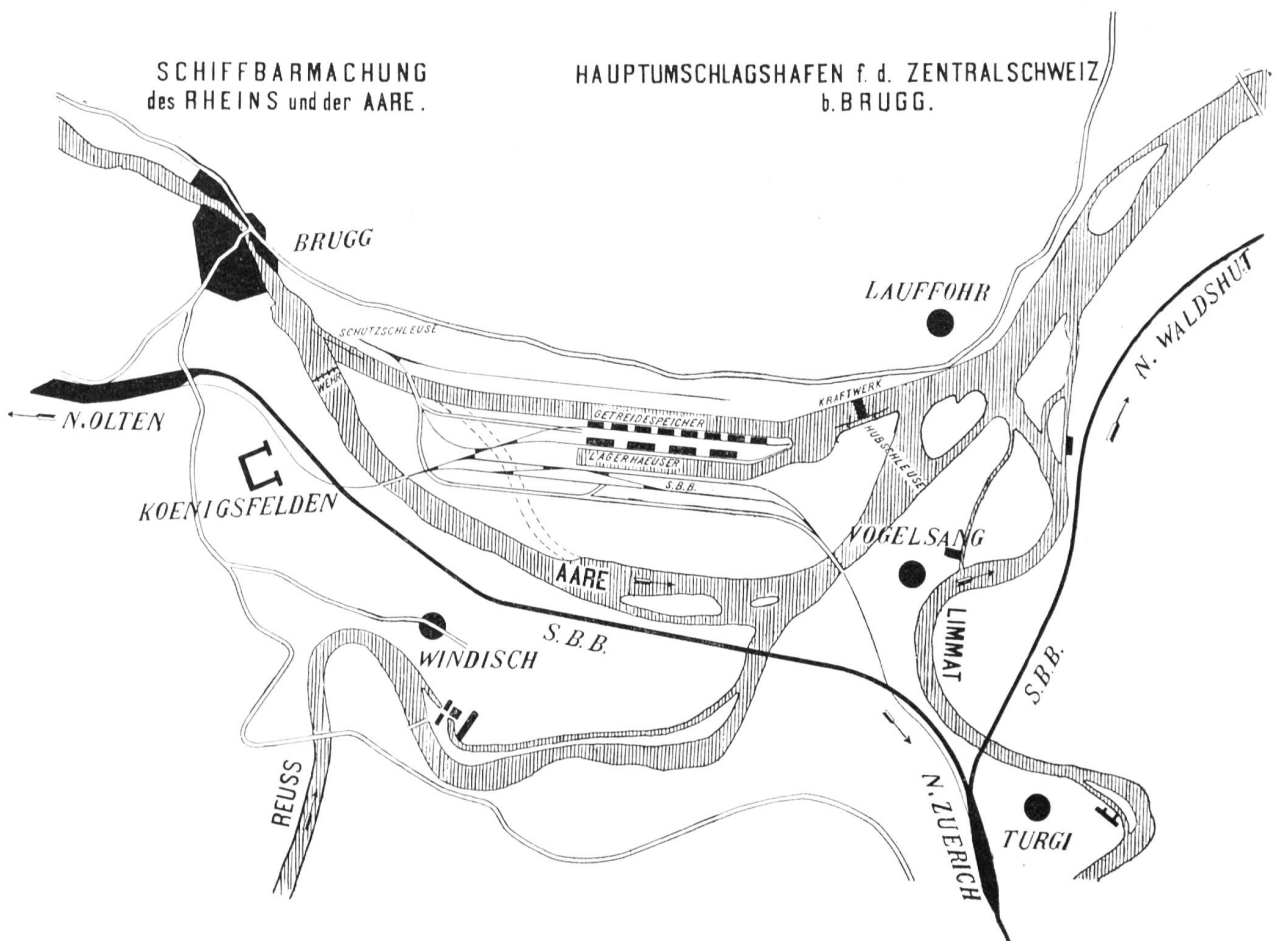 SCHIFFBARMACHUNG
des RHEINS und der AARE.
HAUPTUMSCHLAGSHAFEN f. d. ZENTRALSCHWEIZ
b. BRUGG.
BRUGG
LAUFFOHR
N. WALDSHUT
SCHUTZSCHLEUSE
WEHR
KRAFTWERK
GETREIDESPEICHER
HUBSCHLEUSE
N. OLTEN
LAGERHAEUSER
S.B.B.
KOENIGSFELDEN
VOGELSANG
AARE
LIMMAT
S.B.B.
WINDISCH
S.B.B.
REUSS
N. ZUERICH
TURGI